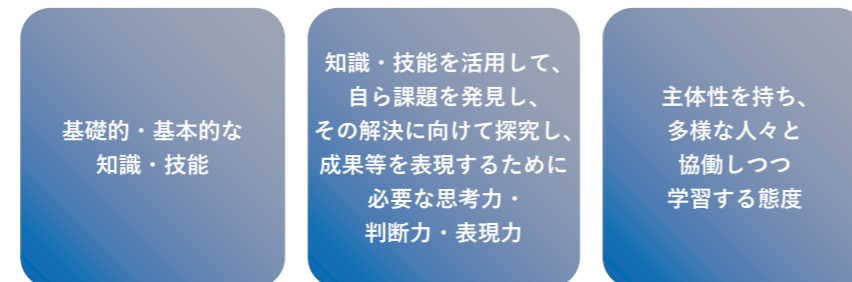 基礎的・基本的な
知識・技能
知識・技能を活用して、
自ら課題を発見し、
その解決に向けて探究し、
成果等を表現するために
必要な思考力・
判断力・表現力
主体性を持ち、
多様な人々と
協働しつつ
学習する態度